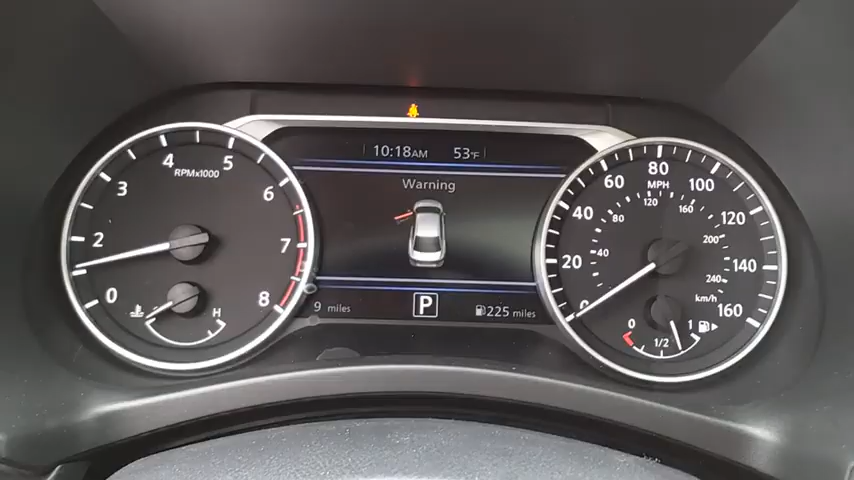 10:18AM 53°F
Warning
9 miles P 225 miles
0 2 3 4 5 6 7 8
RPMx1000
H
0 20 40 60 80 100 120 140 160
MPH
40 80 120 160 200 240
km/h
0 1/2 1